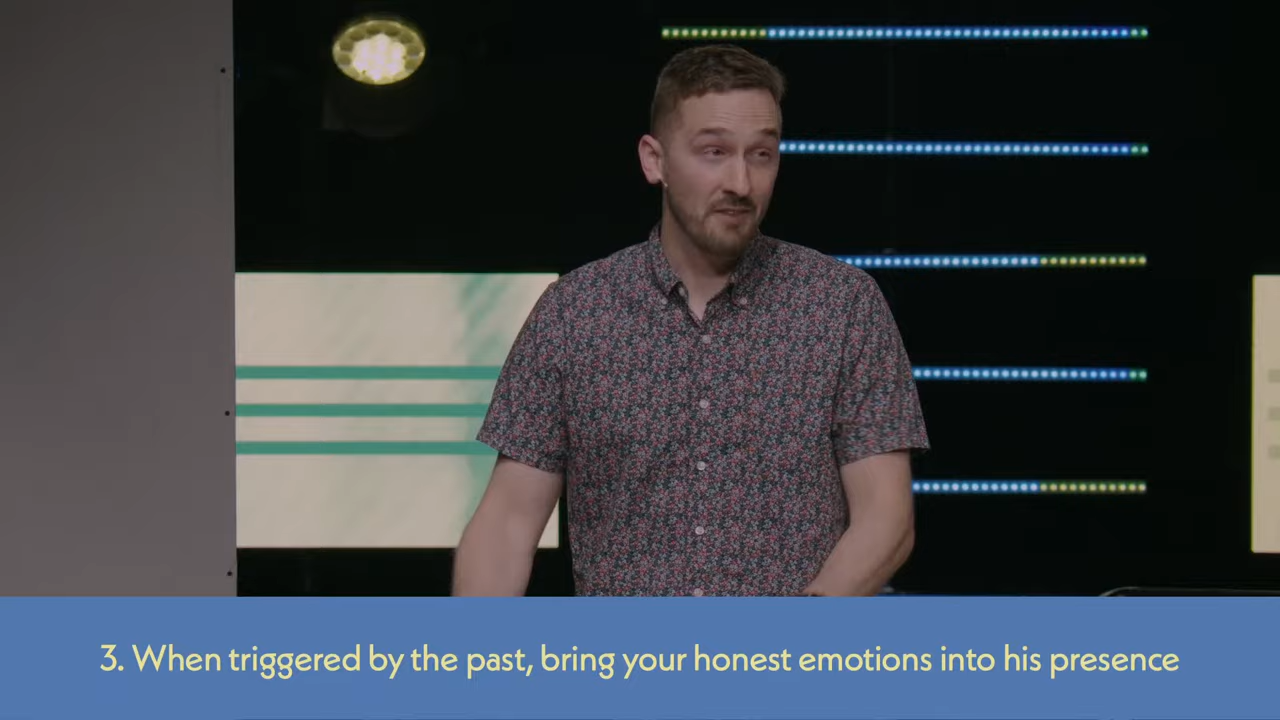 3. When triggered by the past, bring your honest emotions into his presence